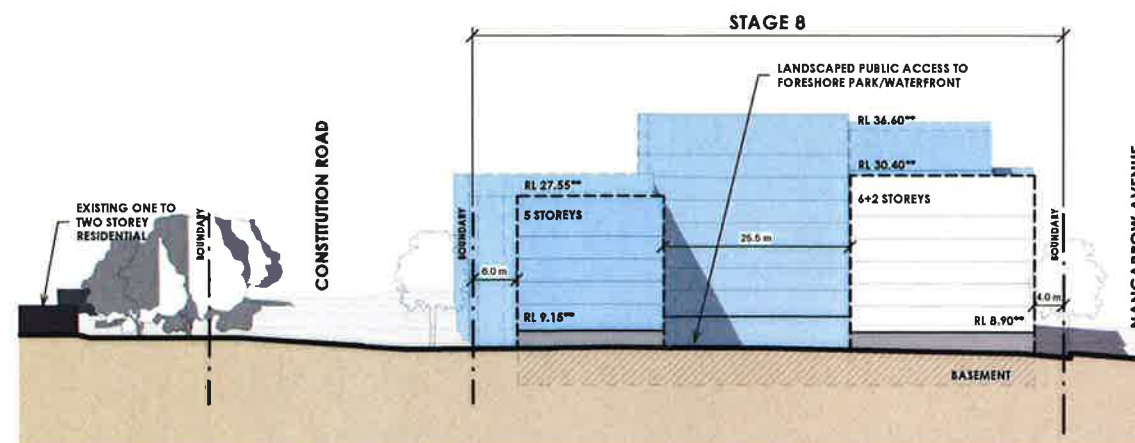 STAGE 8
LANDSCAPED PUBLIC ACCESS TO
FORESHORE PARK/WATERFRONT
RL 36.60**
RL 30.40**
RL 27.55**
5 STOREYS
6+2 STOREYS
EXISTING ONE TO
TWO STOREY
RESIDENTIAL
BOUNDARY
CONSTITUTION ROAD
BOUNDARY
6.0 m
25.5 m
BOUNDARY
4.0 m
MANGARROW AVENUE
RL 9.15**
RL 8.90**
BASEMENT